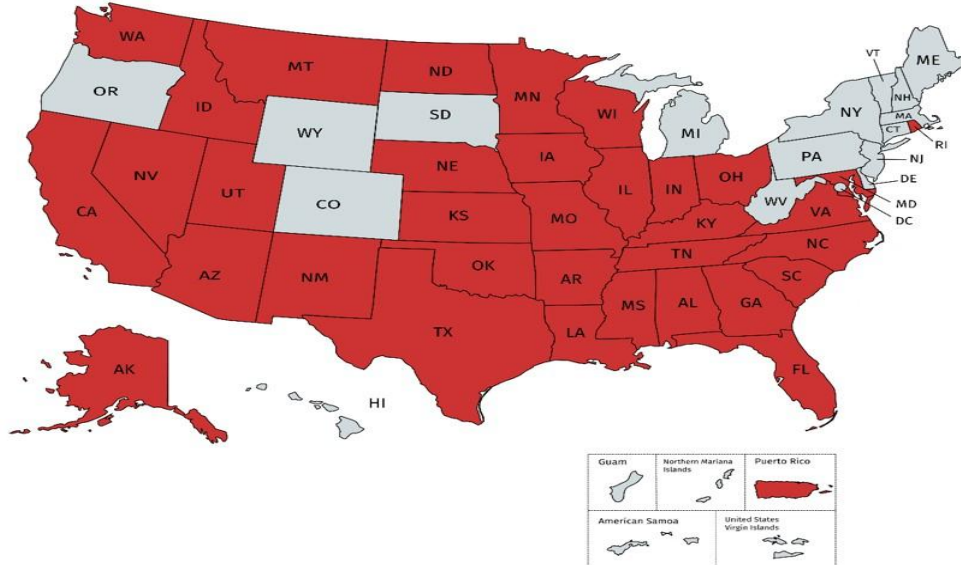 WA
MT
ND
MN
VT
ME
OR
ID
WY
SD
WI
MI
NY
NH
MA
CT
RI
NV
UT
CO
NE
IA
IL
IN
OH
PA
NJ
DE
MD
DC
CA
KS
MO
KY
WV
VA
AZ
NM
OK
AR
TN
NC
SC
TX
LA
MS
AL
GA
FL
AK
HI
Guam
Northern Mariana
Islands
Puerto Rico
American Samoa
United States
Virgin Islands